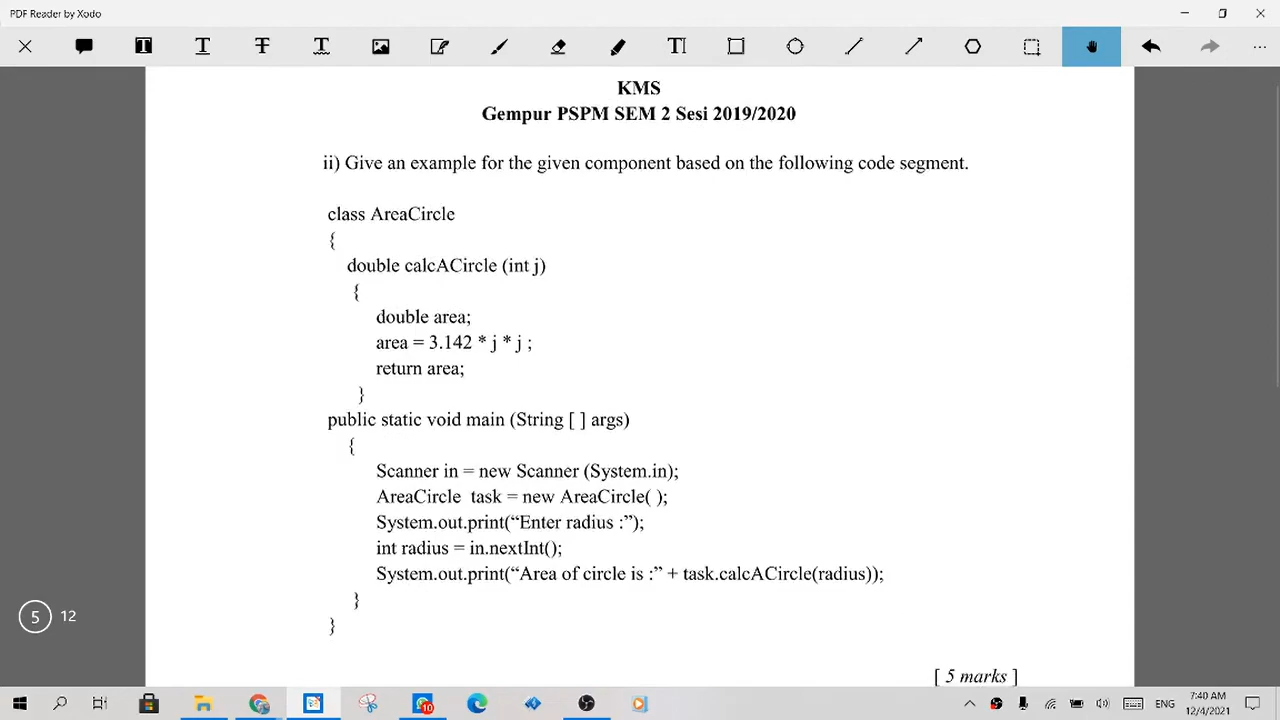 PDF Reader by Xodo
KMS
Gempur PSPM SEM 2 Sesi 2019/2020
ii) Give an example for the given component based on the following code segment.
class AreaCircle
{
double calcACircle (int j)
{
double area;
area = 3.142 * j * j ;
return area;
}
public static void main (String [ ] args)
{
Scanner in = new Scanner (System.in);
AreaCircle task = new AreaCircle( );
System.out.print(“Enter radius :”);
int radius = in.nextInt();
System.out.print(“Area of circle is :” + task.calcACircle(radius));
}
}
[ 5 marks ]
5 12
10
ENG
7:40 AM
12/4/2021